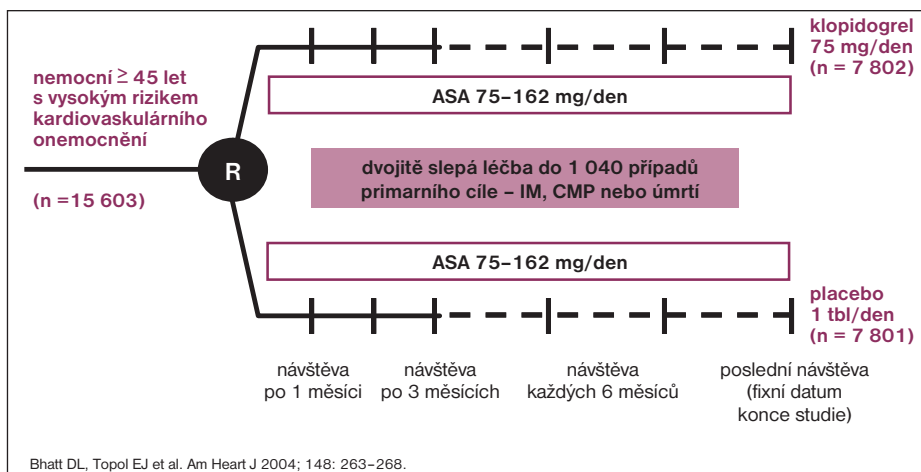 klopidogrel
75 mg/den
(n = 7 802)
nemocní ≥ 45 let
s vysokým rizikem
kardiovaskulárního
onemocnění
(n =15 603)
R
ASA 75–162 mg/den
dvojitě slepá léčba do 1 040 případů
primarního cíle – IM, CMP nebo úmrtí
ASA 75–162 mg/den
placebo
1 tbl/den
(n = 7 801)
návštěva
po 1 měsíci
návštěva
po 3 měsících
návštěva
každých 6 měsíců
poslední návštěva
(fixní datum
konce studie)
Bhatt DL, Topol EJ et al. Am Heart J 2004; 148: 263–268.